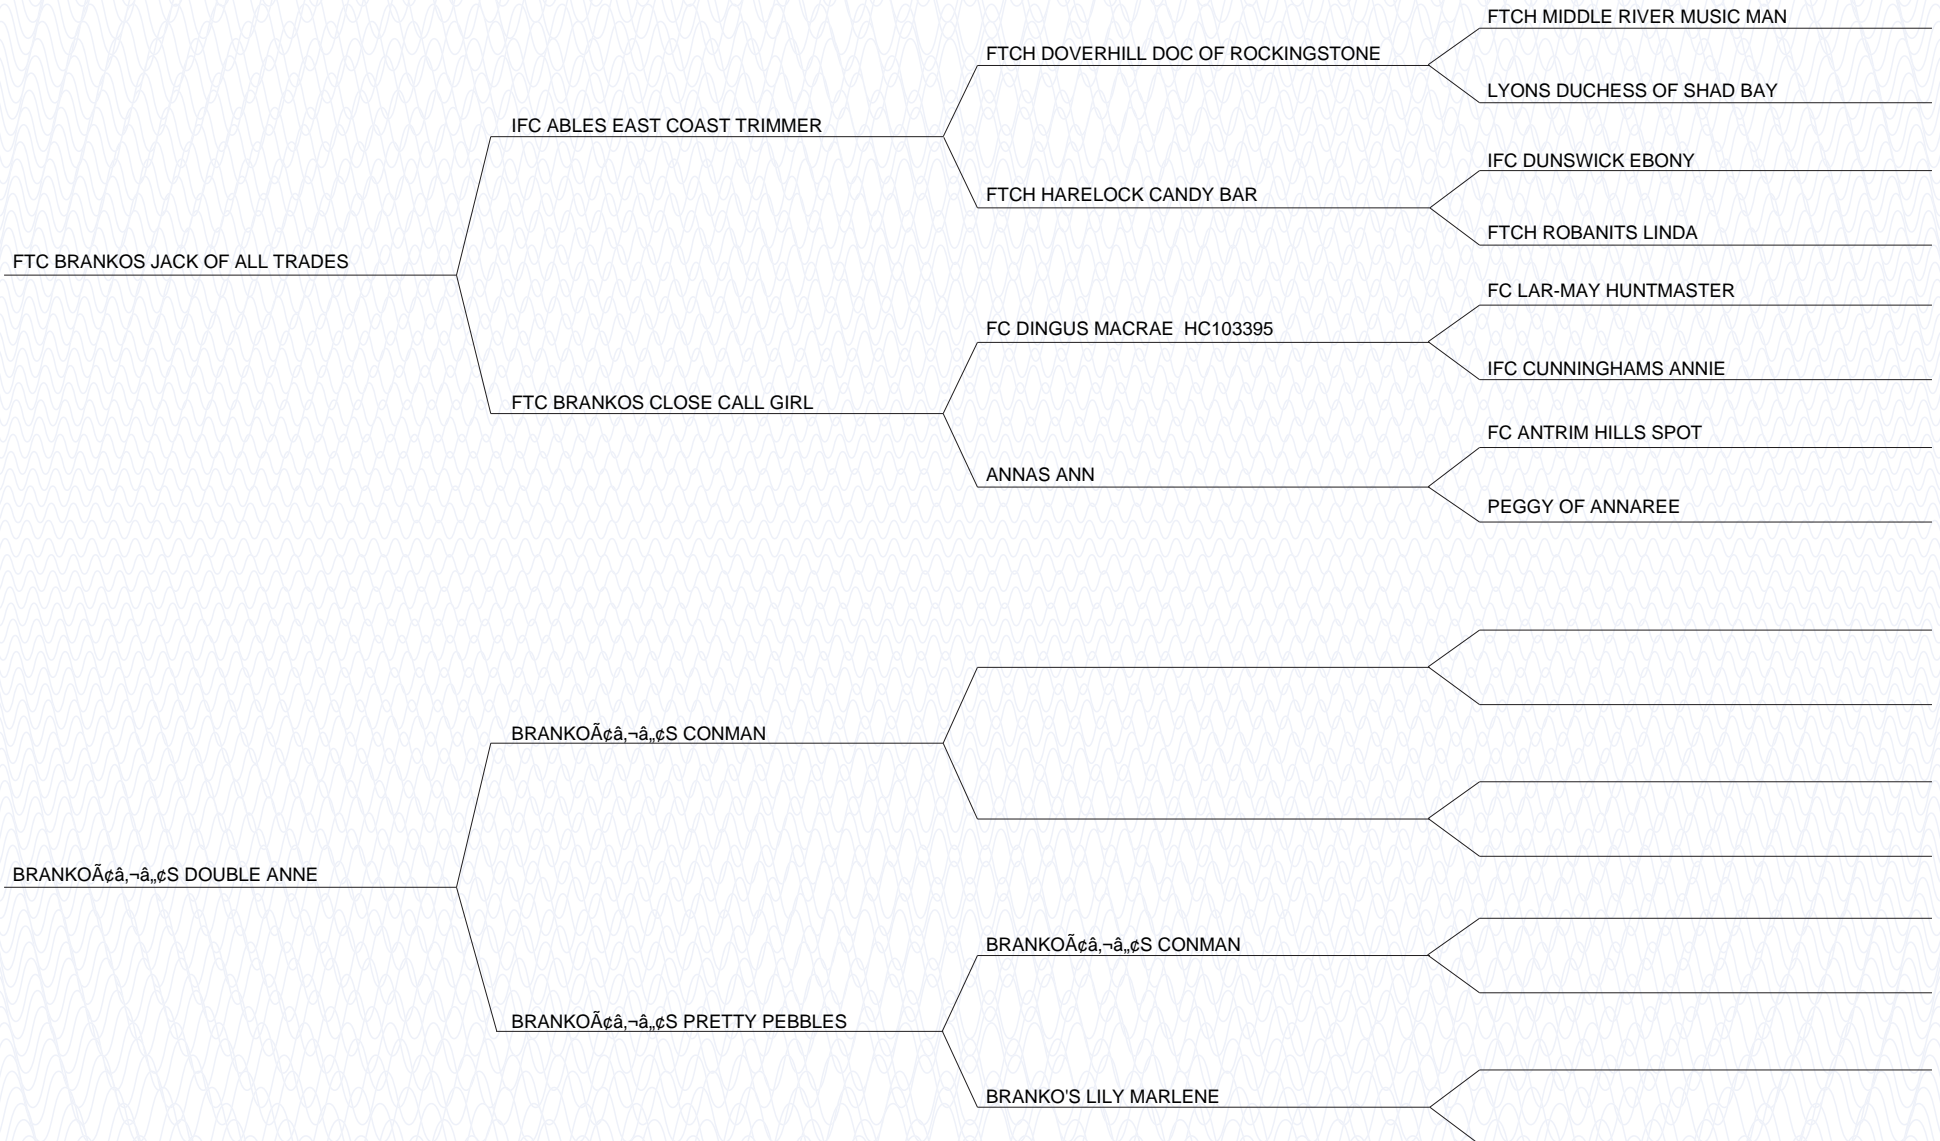 FTCH MIDDLE RIVER MUSIC MAN
FTCH DOVERHILL DOC OF ROCKINGSTONE
LYONS DUCHESS OF SHAD BAY
IFC ABLES EAST COAST TRIMMER
IFC DUNSWICK EBONY
FTCH HARELOCK CANDY BAR
FTCH ROBANITS LINDA
FTC BRANKOS JACK OF ALL TRADES
FC LAR-MAY HUNTMASTER
FC DINGUS MACRAE  HC103395
IFC CUNNINGHAMS ANNIE
FTC BRANKOS CLOSE CALL GIRL
FC ANTRIM HILLS SPOT
ANNAS ANN
PEGGY OF ANNAREE
BRANKOÃ¢â‚¬â„¢S CONMAN
BRANKOÃ¢â‚¬â„¢S DOUBLE ANNE
BRANKOÃ¢â‚¬â„¢S CONMAN
BRANKOÃ¢â‚¬â„¢S PRETTY PEBBLES
BRANKO'S LILY MARLENE